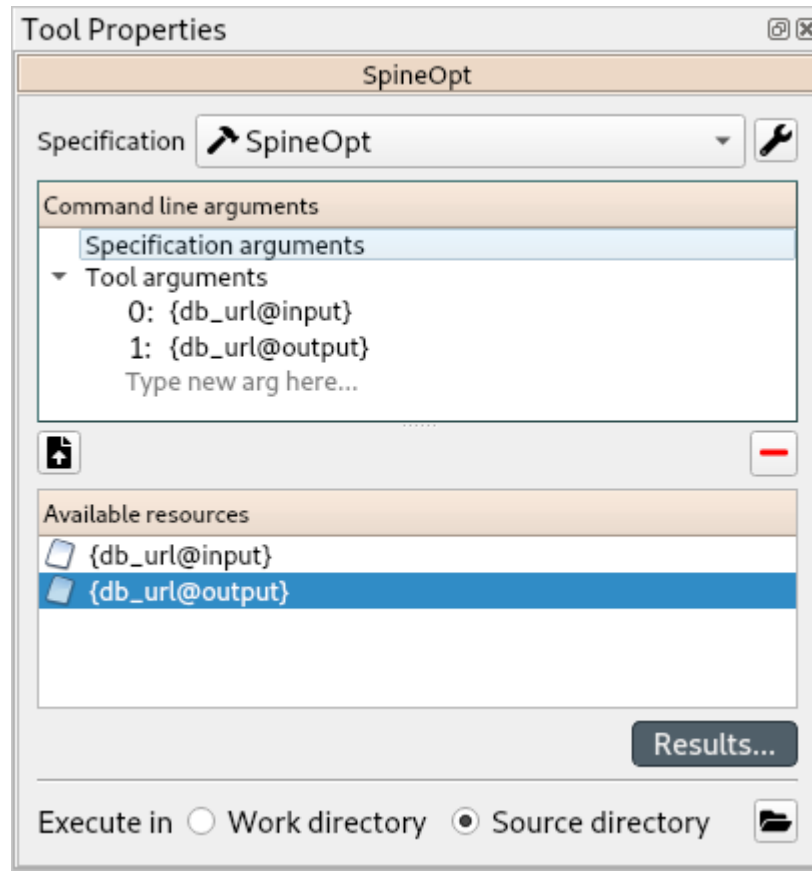 Tool Properties
SpineOpt
Specification SpineOpt
Command line arguments
Specification arguments
Tool arguments
0: {db_url@input}
1: {db_url@output}
Type new arg here...
Available resources
{db_url@input}
{db_url@output}
Results...
Execute in Work directory Source directory